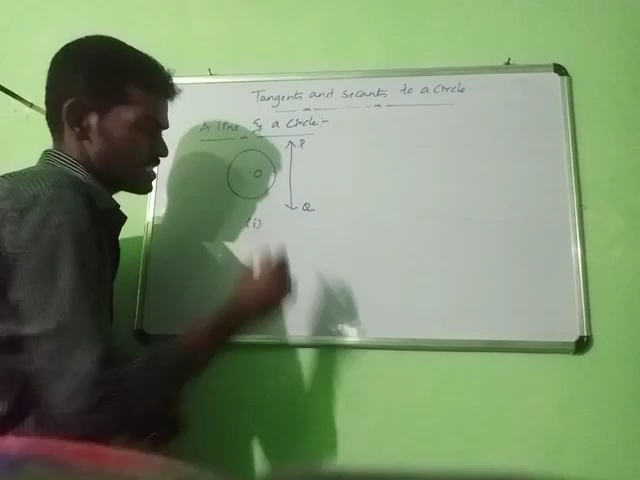 Tangents and secants to a circle
A line & a circle:-
P
O
Q
(i)